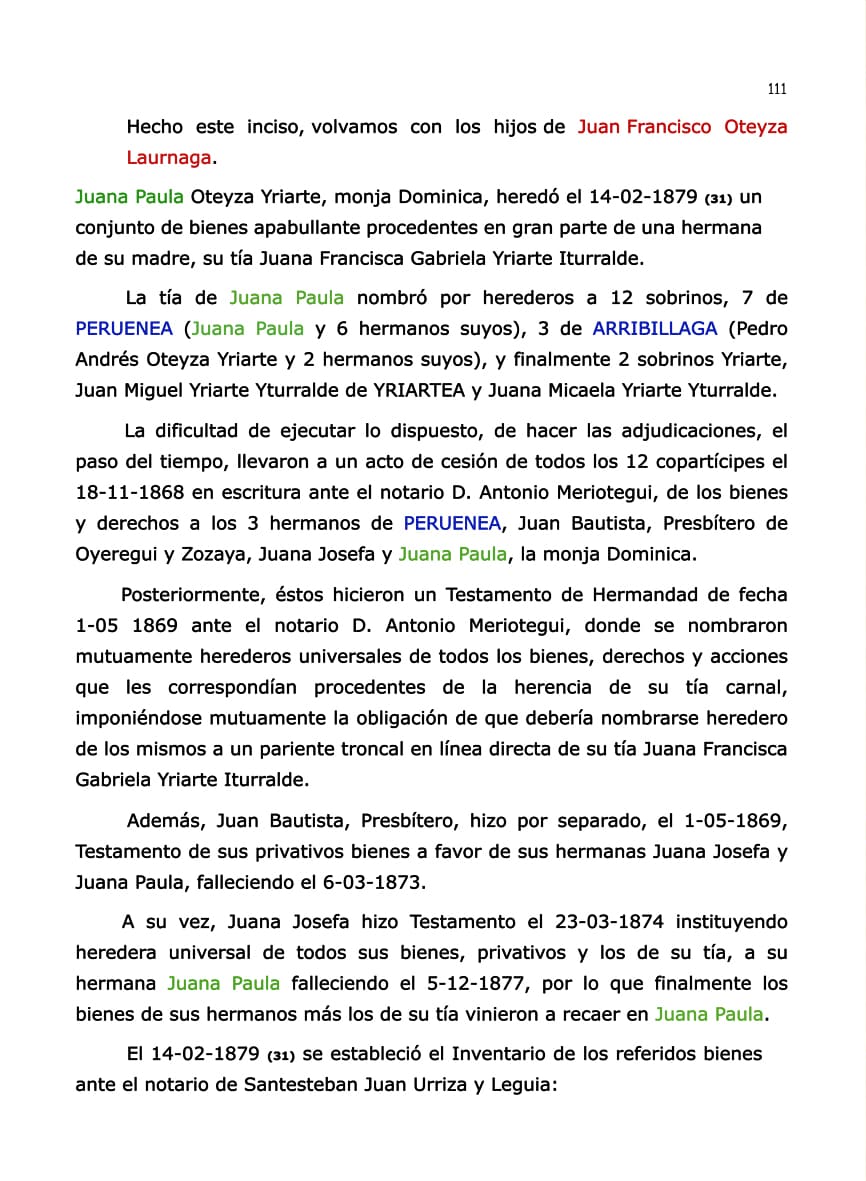 111
Hecho este inciso, volvamos con los hijos de Juan Francisco Oteyza
Laurnaga.
Juana Paula Oteyza Yriarte, monja Dominica, heredó el 14-02-1879 (31) un
conjunto de bienes apabullante procedentes en gran parte de una hermana
de su madre, su tía Juana Francisca Gabriela Yriarte Iturralde.
La tía de Juana Paula nombró por herederos a 12 sobrinos, 7 de
PERUENEA (Juana Paula y 6 hermanos suyos), 3 de ARRIBILLAGA (Pedro
Andrés Oteyza Yriarte y 2 hermanos suyos), y finalmente 2 sobrinos Yriarte,
Juan Miguel Yriarte Yturralde de YRIARTEA y Juana Micaela Yriarte Yturralde.
La dificultad de ejecutar lo dispuesto, de hacer las adjudicaciones, el
paso del tiempo, llevaron a un acto de cesión de todos los 12 copartícipes el
18-11-1868 en escritura ante el notario D. Antonio Meriotegui, de los bienes
y derechos a los 3 hermanos de PERUENEA, Juan Bautista, Presbítero de
Oyeregui y Zozaya, Juana Josefa y Juana Paula, la monja Dominica.
Posteriormente, éstos hicieron un Testamento de Hermandad de fecha
1-05 1869 ante el notario D. Antonio Meriotegui, donde se nombraron
mutuamente herederos universales de todos los bienes, derechos y acciones
que les correspondían procedentes de la herencia de su tía carnal,
imponiéndose mutuamente la obligación de que debería nombrarse heredero
de los mismos a un pariente troncal en línea directa de su tía Juana Francisca
Gabriela Yriarte Iturralde.
Además, Juan Bautista, Presbítero, hizo por separado, el 1-05-1869,
Testamento de sus privativos bienes a favor de sus hermanas Juana Josefa y
Juana Paula, falleciendo el 6-03-1873.
A su vez, Juana Josefa hizo Testamento el 23-03-1874 instituyendo
heredera universal de todos sus bienes, privativos y los de su tía, a su
hermana Juana Paula falleciendo el 5-12-1877, por lo que finalmente los
bienes de sus hermanos más los de su tía vinieron a recaer en Juana Paula.
El 14-02-1879 (31) se estableció el Inventario de los referidos bienes
ante el notario de Santesteban Juan Urriza y Leguia: